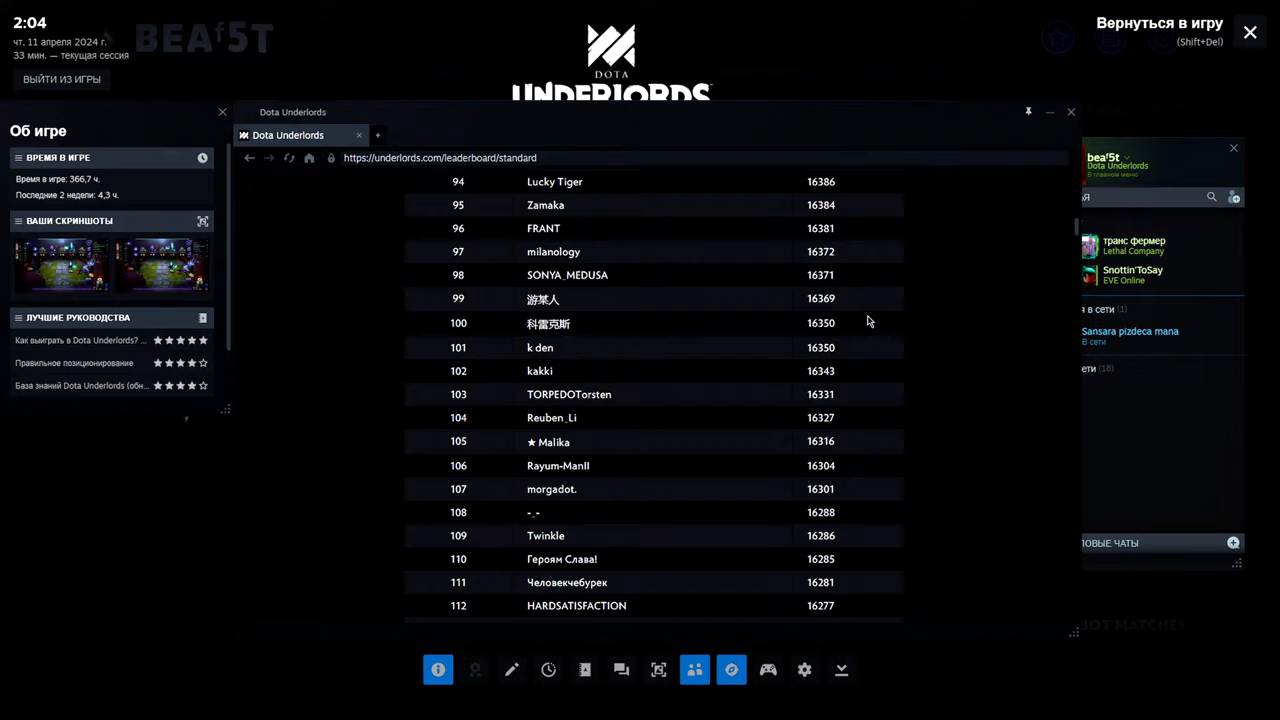 2:04
чт, 11 апреля 2024 г.
33 мин. — текущая сессия
ВЫЙТИ ИЗ ИГРЫ
BEAf5T
DOTA
UNDERLORDS
Вернуться в игру
(Shift+Del)
Об игре
ВРЕМЯ В ИГРЕ
Время в игре: 366,7 ч.
Последние 2 недели: 4,3 ч.
ВАШИ СКРИНШОТЫ
ЛУЧШИЕ РУКОВОДСТВА
Как выиграть в Dota Underlords? ...
Правильное позиционирование
База знаний Dota Underlords (обн...
Dota Underlords
Dota Underlords
https://underlords.com/leaderboard/standard
94 Lucky Tiger 16386
95 Zamaka 16384
96 FRANT 16381
97 milanology 16372
98 SONYA_MEDUSA 16371
99 游某人 16369
100 科雷克斯 16350
101 k den 16350
102 kakki 16343
103 TORPEDOTorsten 16331
104 Reuben_Li 16327
105 ★ Malika 16316
106 Rayum-ManII 16304
107 morgadot. 16301
108 -_- 16288
109 Twinkle 16286
110 Героям Слава! 16285
111 Человекчебурек 16281
112 HARDSATISFACTION 16277
beaf5t
Dota Underlords
В главном меню
ЬЯ
транс фермер
Lethal Company
Snottin'ToSay
EVE Online
я в сети (1)
Sansara pizdeca mana
В сети
ети (18)
ПОВЫЕ ЧАТЫ
BOT MATCHES